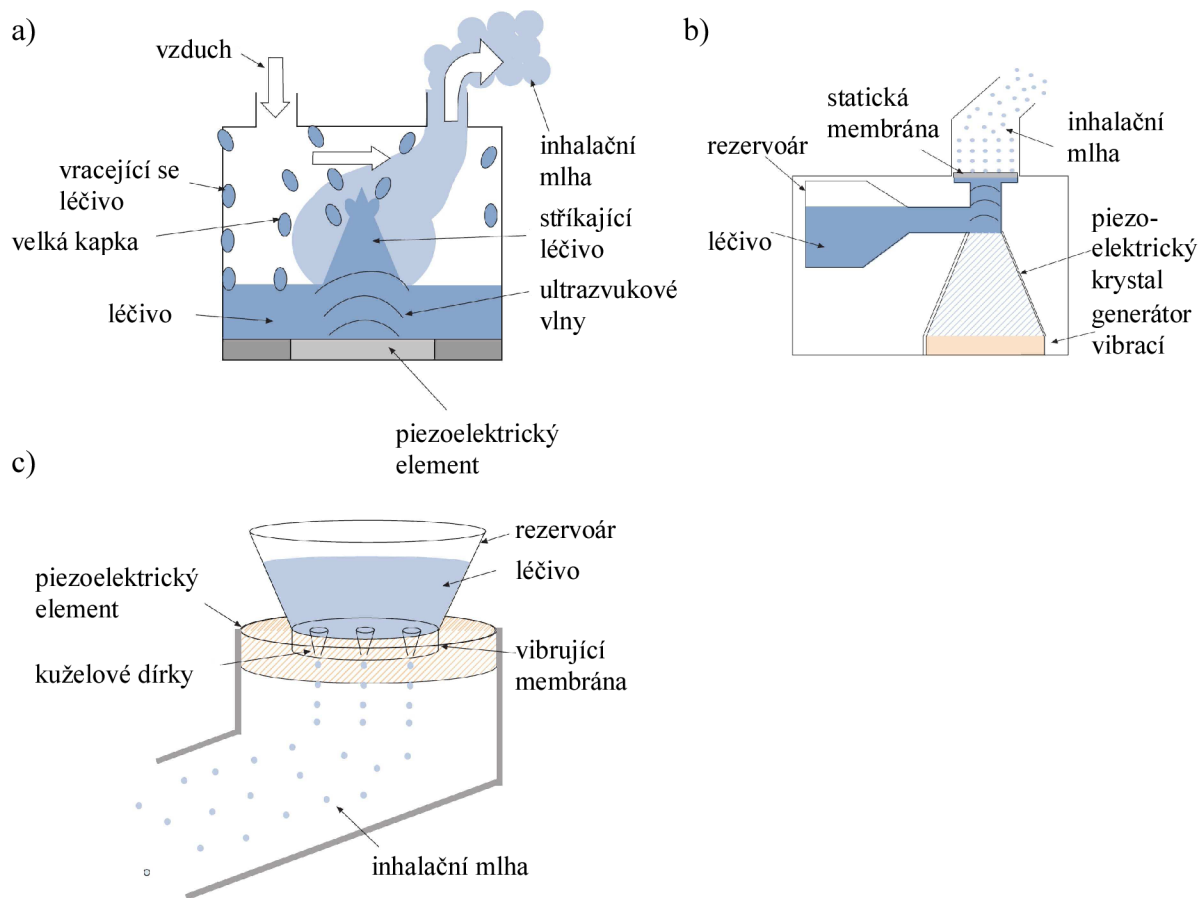 a)
vzduch
vracející se
léčivo
velká kapka
léčivo
inhalační
mlha
stříkající
léčivo
ultrazvukové
vlny
piezoelektrický
element
b)
statická
membrána
rezervoár
léčivo
inhalační
mlha
piezo-
elektrický
krystal
generátor
vibrací
c)
rezervoár
léčivo
piezoelektrický
element
kuželové dírky
vibrující
membrána
inhalační mlha